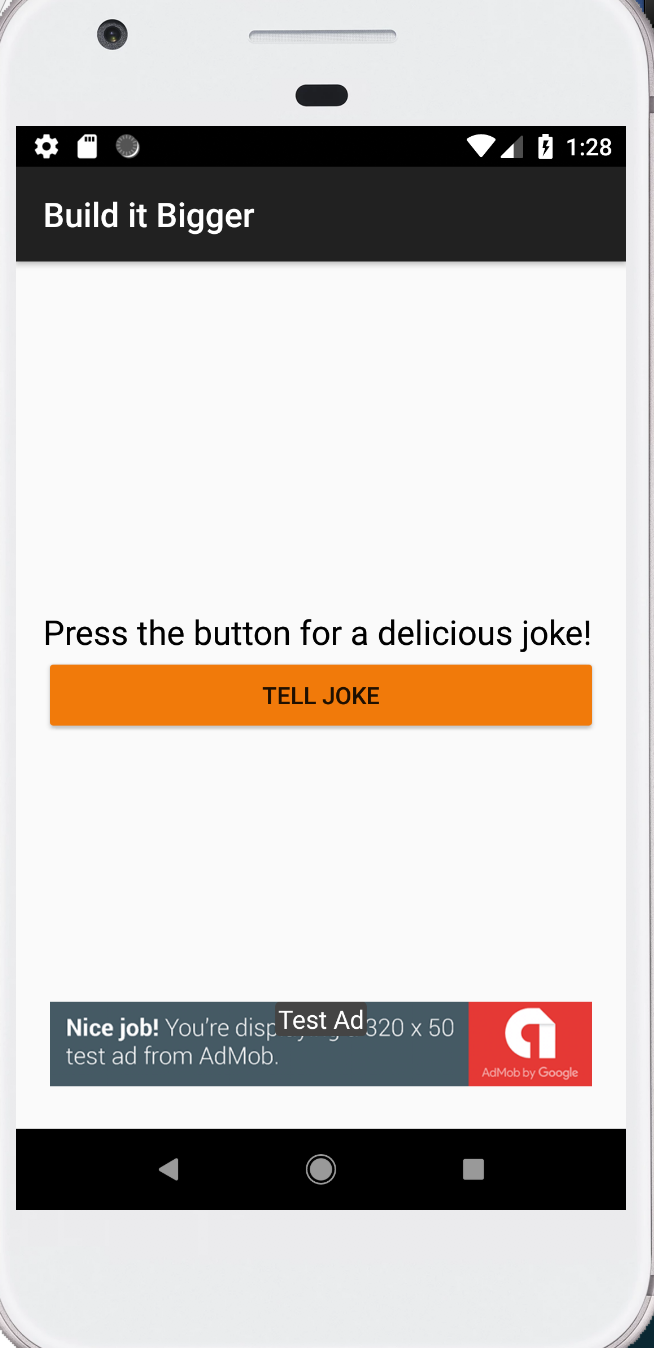 1:28
Build it Bigger
Press the button for a delicious joke!
TELL JOKE
Test Ad
Nice job! You're disp 320 x 50
test ad from AdMob.
AdMob by Google